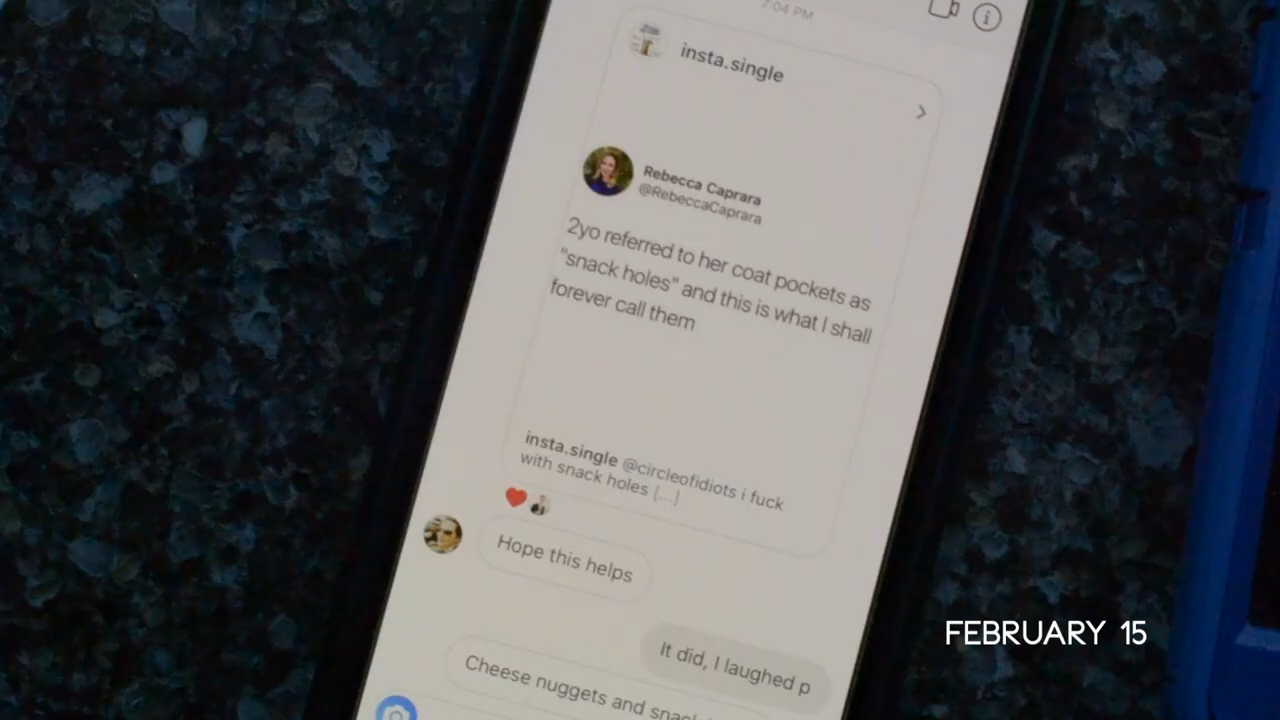 7:04 PM
insta.single
Rebecca Caprara
@RebeccaCaprara
2yo referred to her coat pockets as
"snack holes" and this is what I shall
forever call them
insta.single @circleofidiots i fuck
with snack holes [...]
Hope this helps
It did, I laughed p
Cheese nuggets and
FEBRUARY 15